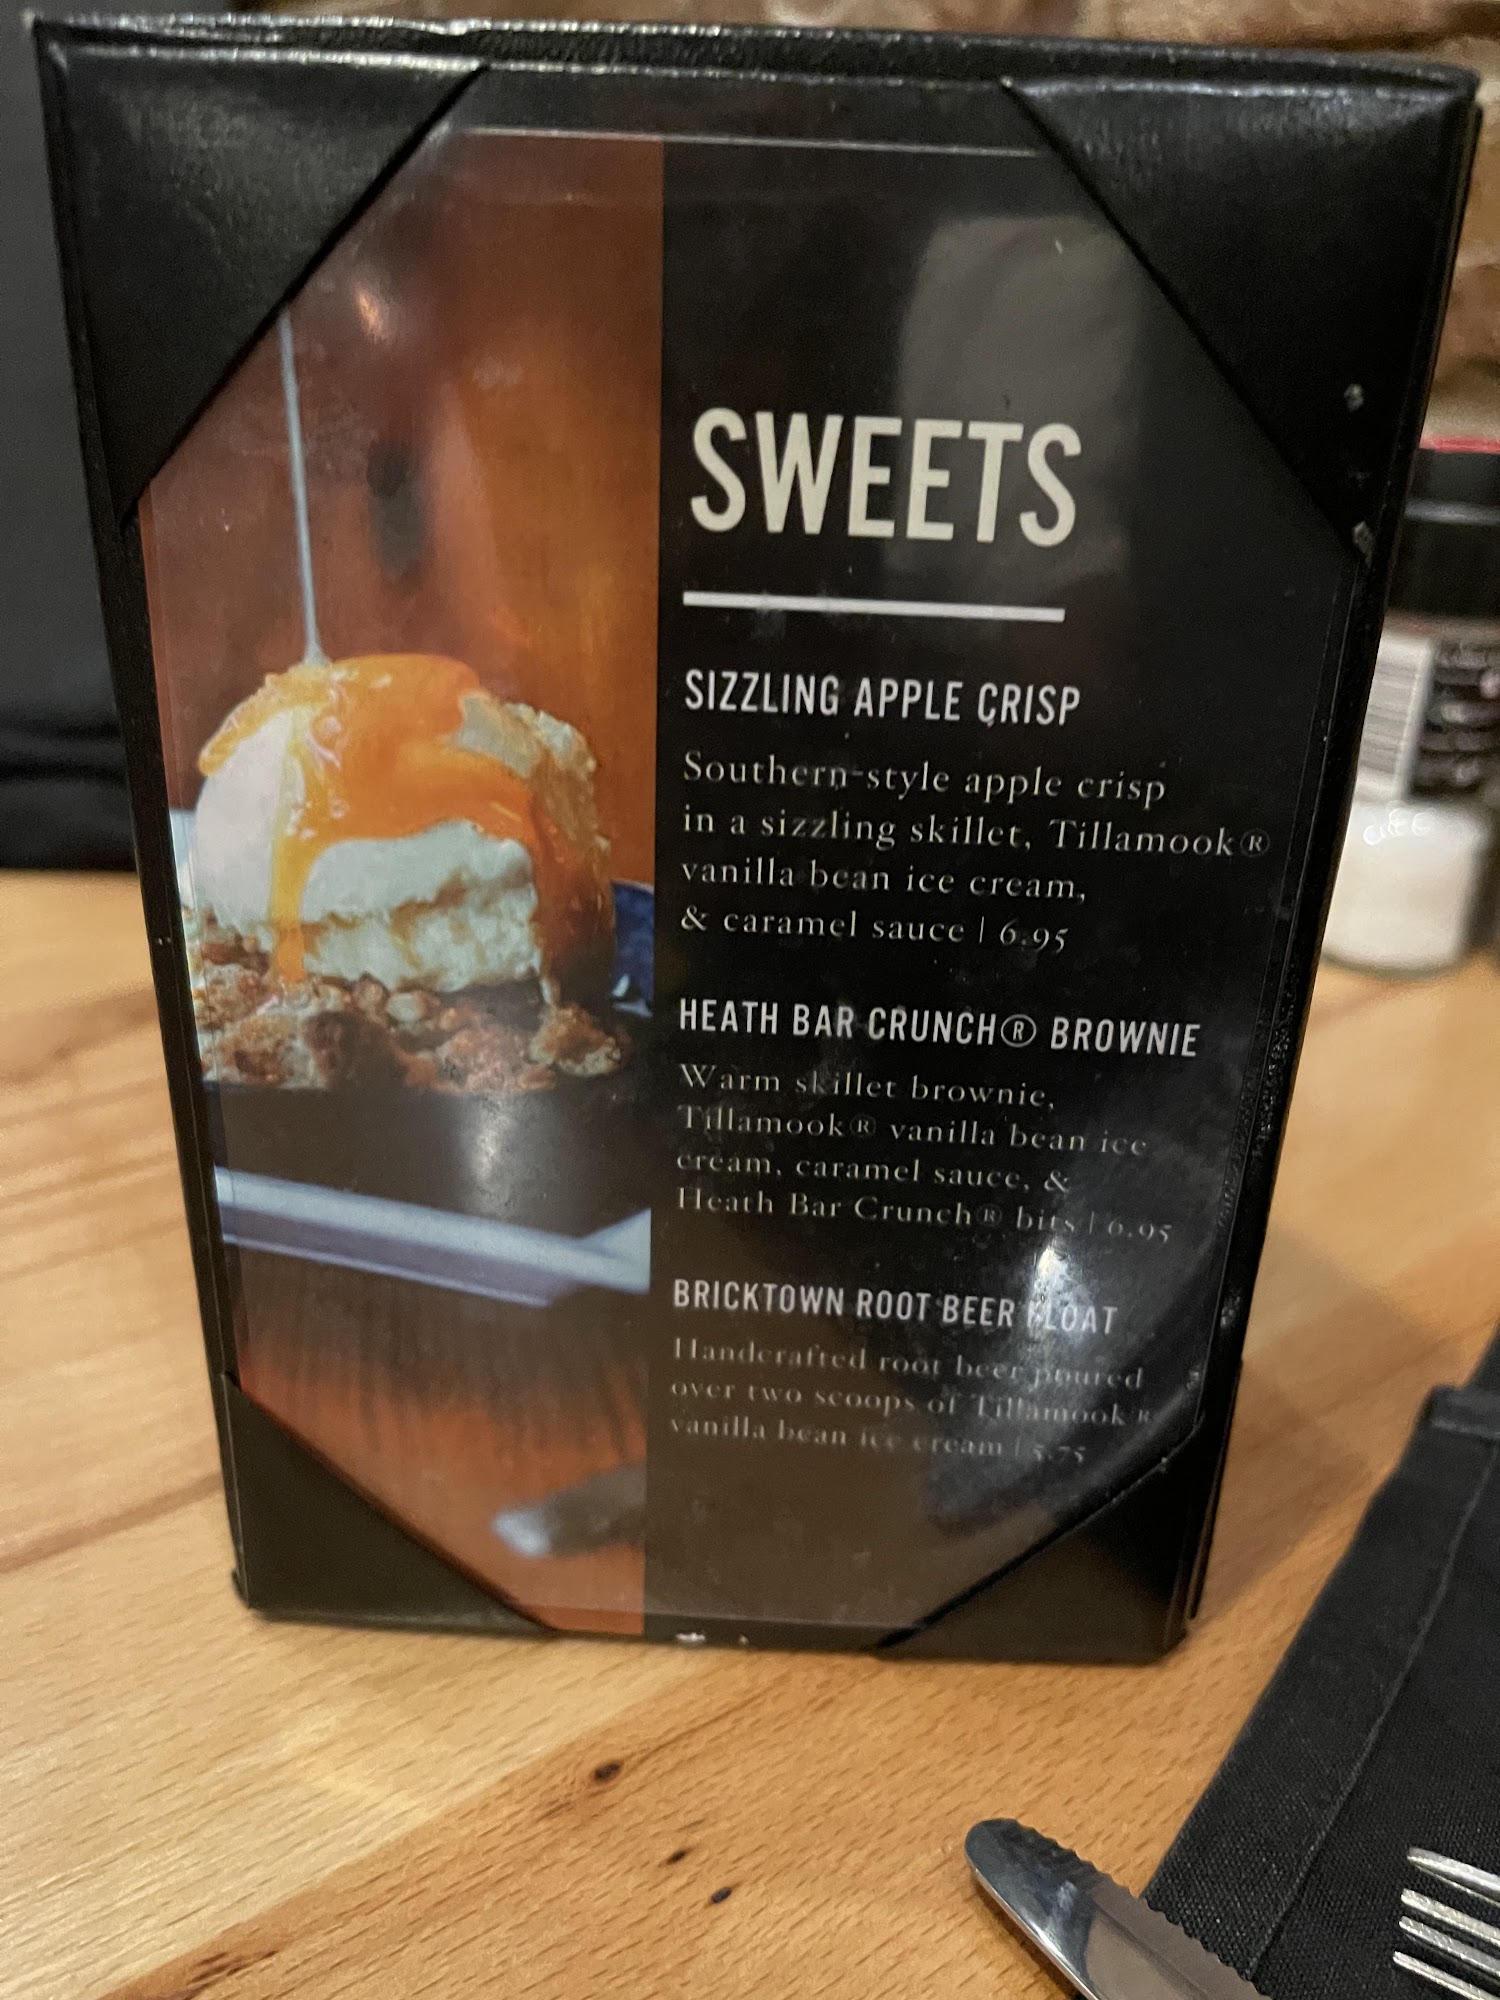 SWEETS
SIZZLING APPLE CRISP
Southern-style apple crisp
in a sizzling skillet, Tillamook®
vanilla bean ice cream,
& caramel sauce | 6.95
HEATH BAR CRUNCH® BROWNIE
Warm skillet brownie,
Tillamook® vanilla bean ice
cream, caramel sauce, &
Heath Bar Crunch® bits | 6.95
BRICKTOWN ROOT BEER FLOAT
Handcrafted root beer poured
over two scoops of Tillamook®
vanilla bean ice cream | 5.75